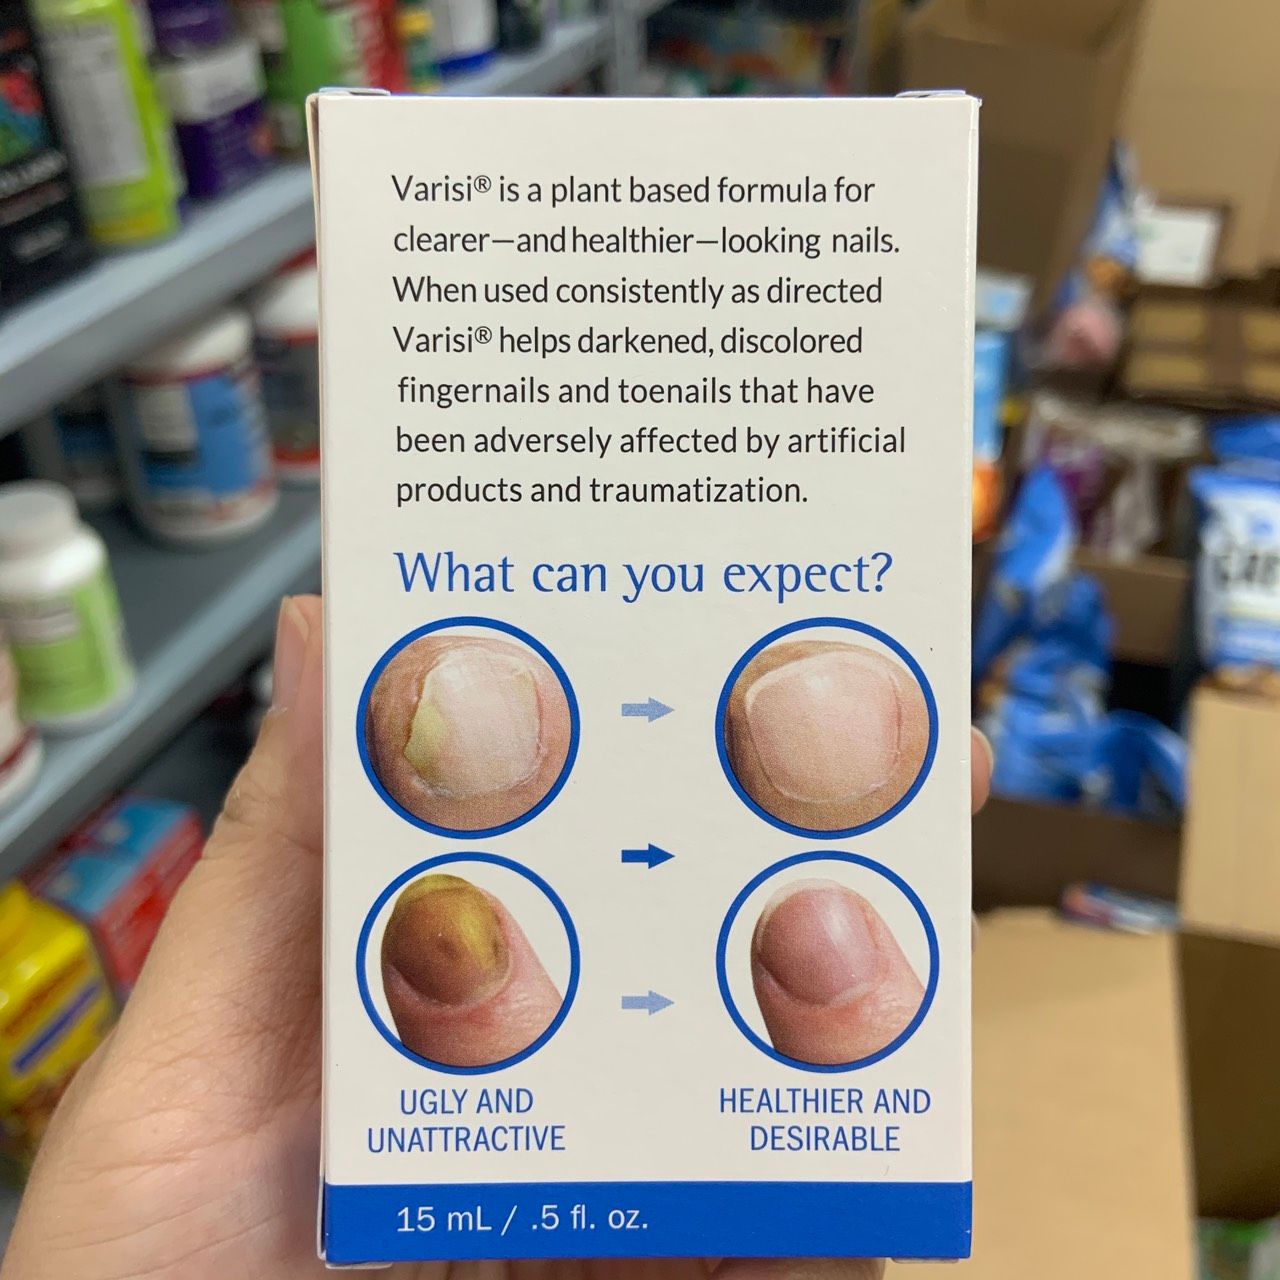 Varisi® is a plant based formula for
clearer—and healthier—looking nails.
When used consistently as directed
Varisi® helps darkened, discolored
fingernails and toenails that have
been adversely affected by artificial
products and traumatization.
What can you expect?
UGLY AND
UNATTRACTIVE
HEALTHIER AND
DESIRABLE
15 mL / .5 fl. oz.